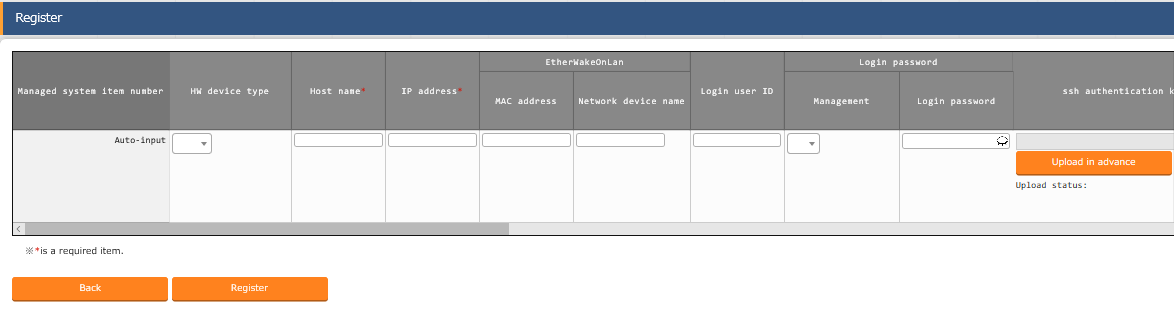 Register
EtherWakeOnLan
Login password
Managed system item number
HW device type
Host name*
IP address*
MAC address
Network device name
Login user ID
Management
Login password
ssh authentication k
Auto-input
Upload in advance
Upload status:
※*is a required item.
Back
Register